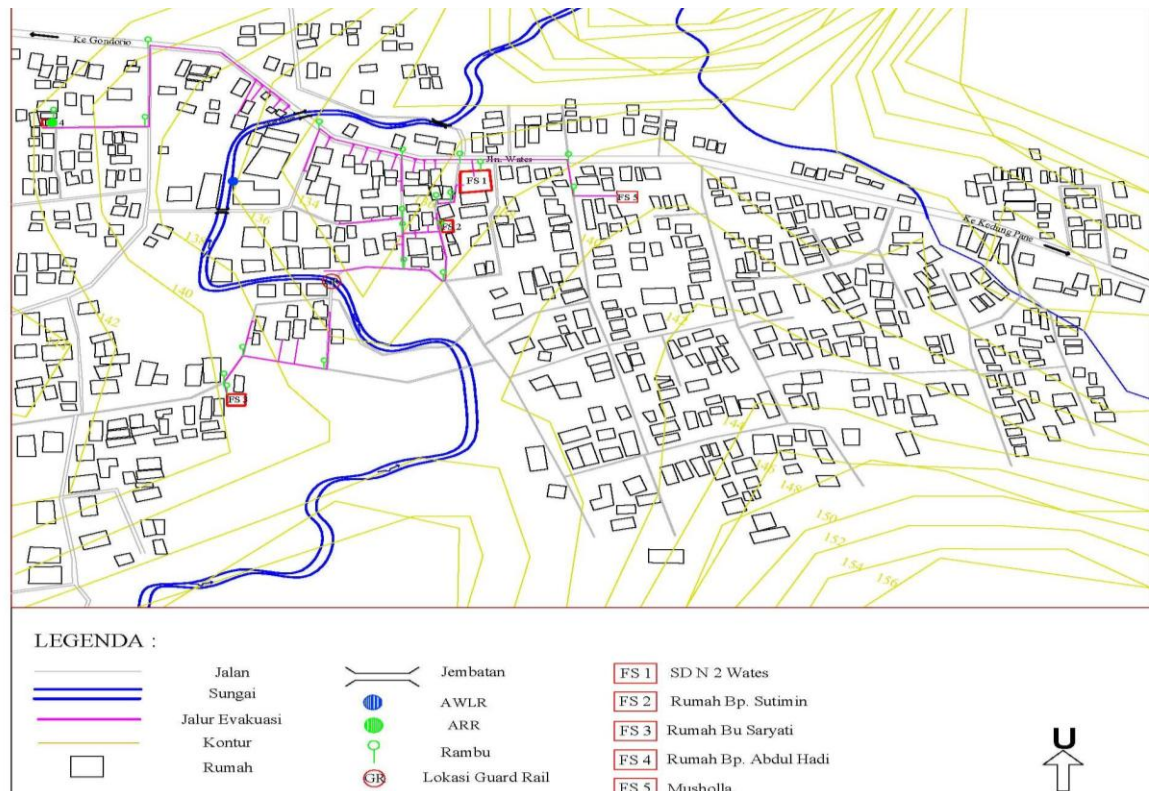 Ke Gondorio
4
Jln. Wates
FS 1
FS 5
FS 2
134
136
138
140
142
Ke Kedung Pane
140
142
FS 3
144
146
148
150
152
154
156
LEGENDA :
Jalan
Sungai
Jalur Evakuasi
Kontur
Rumah
Jembatan
AWLR
ARR
Rambu
GR Lokasi Guard Rail
FS 1 SD N 2 Wates
FS 2 Rumah Bp. Sutimin
FS 3 Rumah Bu Saryati
FS 4 Rumah Bp. Abdul Hadi
FS 5 Musholla
U